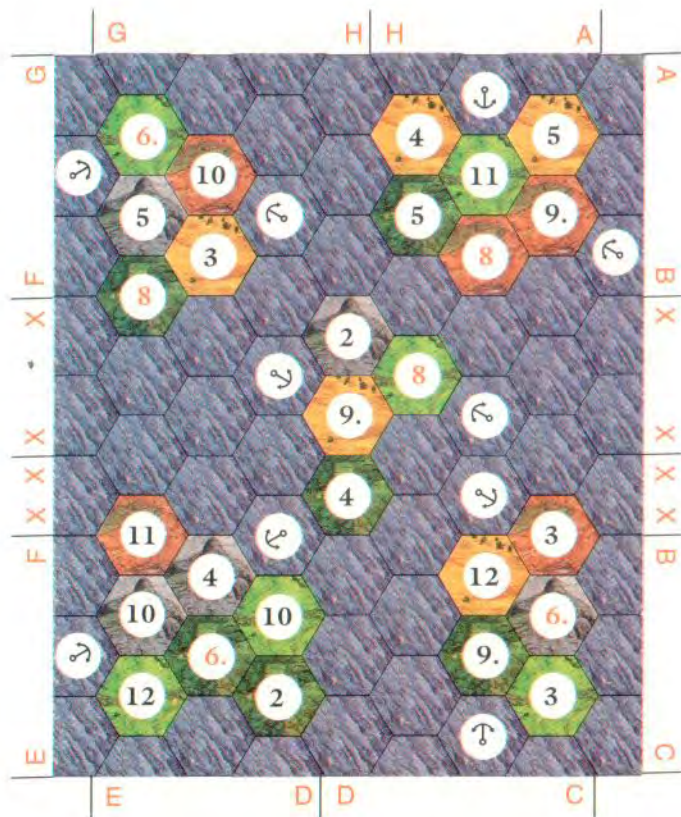 G H H A
G A
6. 4 5
10 11
5 5 9.
3 8
F 8 B
X X
2
8
9.
X X
X X
4
X X
11 3
F B
4 12
10 10 6.
6. 9.
12 2 3
E C
E D D C